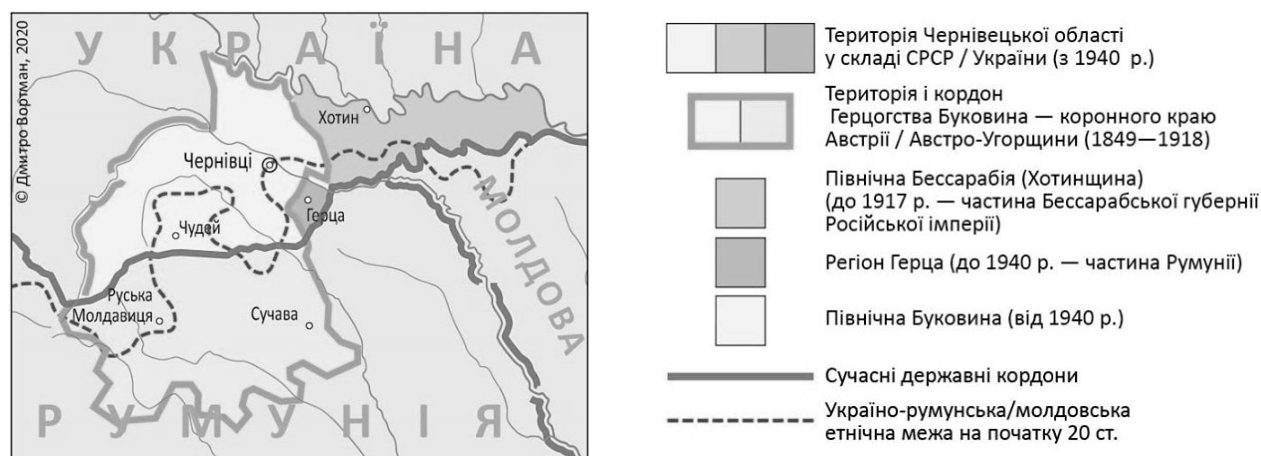 © Дмитро Вортман, 2020
УКРАЇНА
Хотин
Чернівці
Герца
Чудей
МОЛДОВА
Руська
Молдавиця
Сучава
РУМУНІЯ
Територія Чернівецької області
у складі СРСР / України (з 1940 р.)
Територія і кордон
Герцогства Буковина — коронного краю
Австрії / Австро-Угорщини (1849—1918)
Північна Бессарабія (Хотинщина)
(до 1917 р. — частина Бессарабської губернії
Російської імперії)
Регіон Герца (до 1940 р. — частина Румунії)
Північна Буковина (від 1940 р.)
Сучасні державні кордони
Україно-румунська/молдовська
етнічна межа на початку 20 ст.